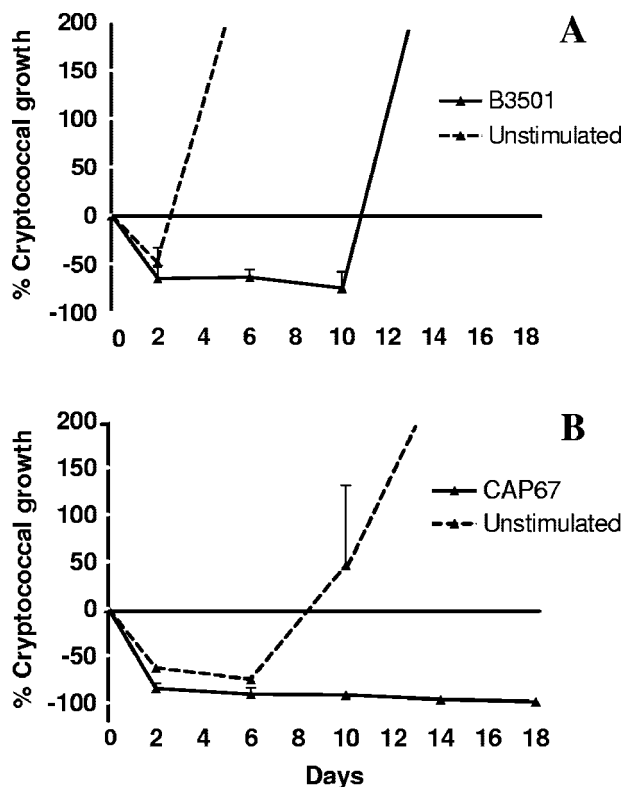 A
% Cryptococcal growth
200
150
100
50
0
-50
-100
B3501
Unstimulated
0 2 4 6 8 10 12 14 16 18
B
% Cryptococcal growth
200
150
100
50
0
-50
-100
CAP67
Unstimulated
0 2 4 6 8 10 12 14 16 18
Days